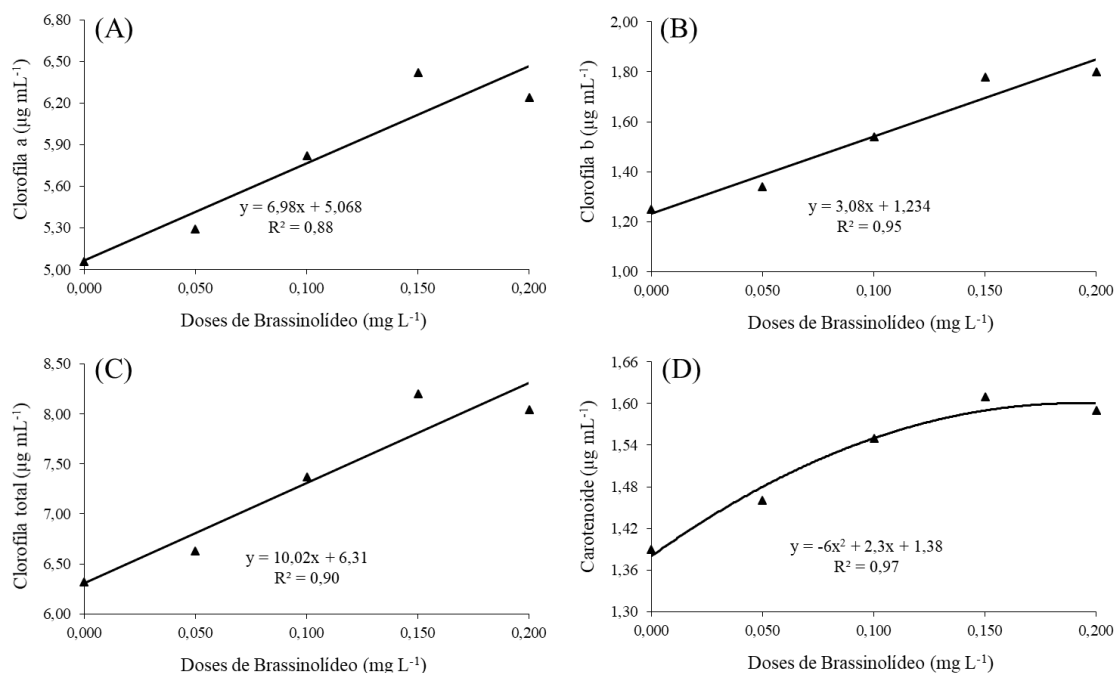 (A)
Clorofila a (µg mL⁻¹)
6,80
6,50
6,20
5,90
5,60
5,30
5,00
y = 6,98x + 5,068
R² = 0,88
0,000 0,050 0,100 0,150 0,200
Doses de Brassinolídeo (mg L⁻¹)
(B)
Clorofila b (µg mL⁻¹)
2,00
1,80
1,60
1,40
1,20
1,00
y = 3,08x + 1,234
R² = 0,95
0,000 0,050 0,100 0,150 0,200
Doses de Brassinolídeo (mg L⁻¹)
(C)
Clorofila total (µg mL⁻¹)
8,50
8,00
7,50
7,00
6,50
6,00
y = 10,02x + 6,31
R² = 0,90
0,000 0,050 0,100 0,150 0,200
Doses de Brassinolídeo (mg L⁻¹)
(D)
Carotenoide (µg mL⁻¹)
1,66
1,60
1,54
1,48
1,42
1,36
1,30
y = -6x² + 2,3x + 1,38
R² = 0,97
0,000 0,050 0,100 0,150 0,200
Doses de Brassinolídeo (mg L⁻¹)